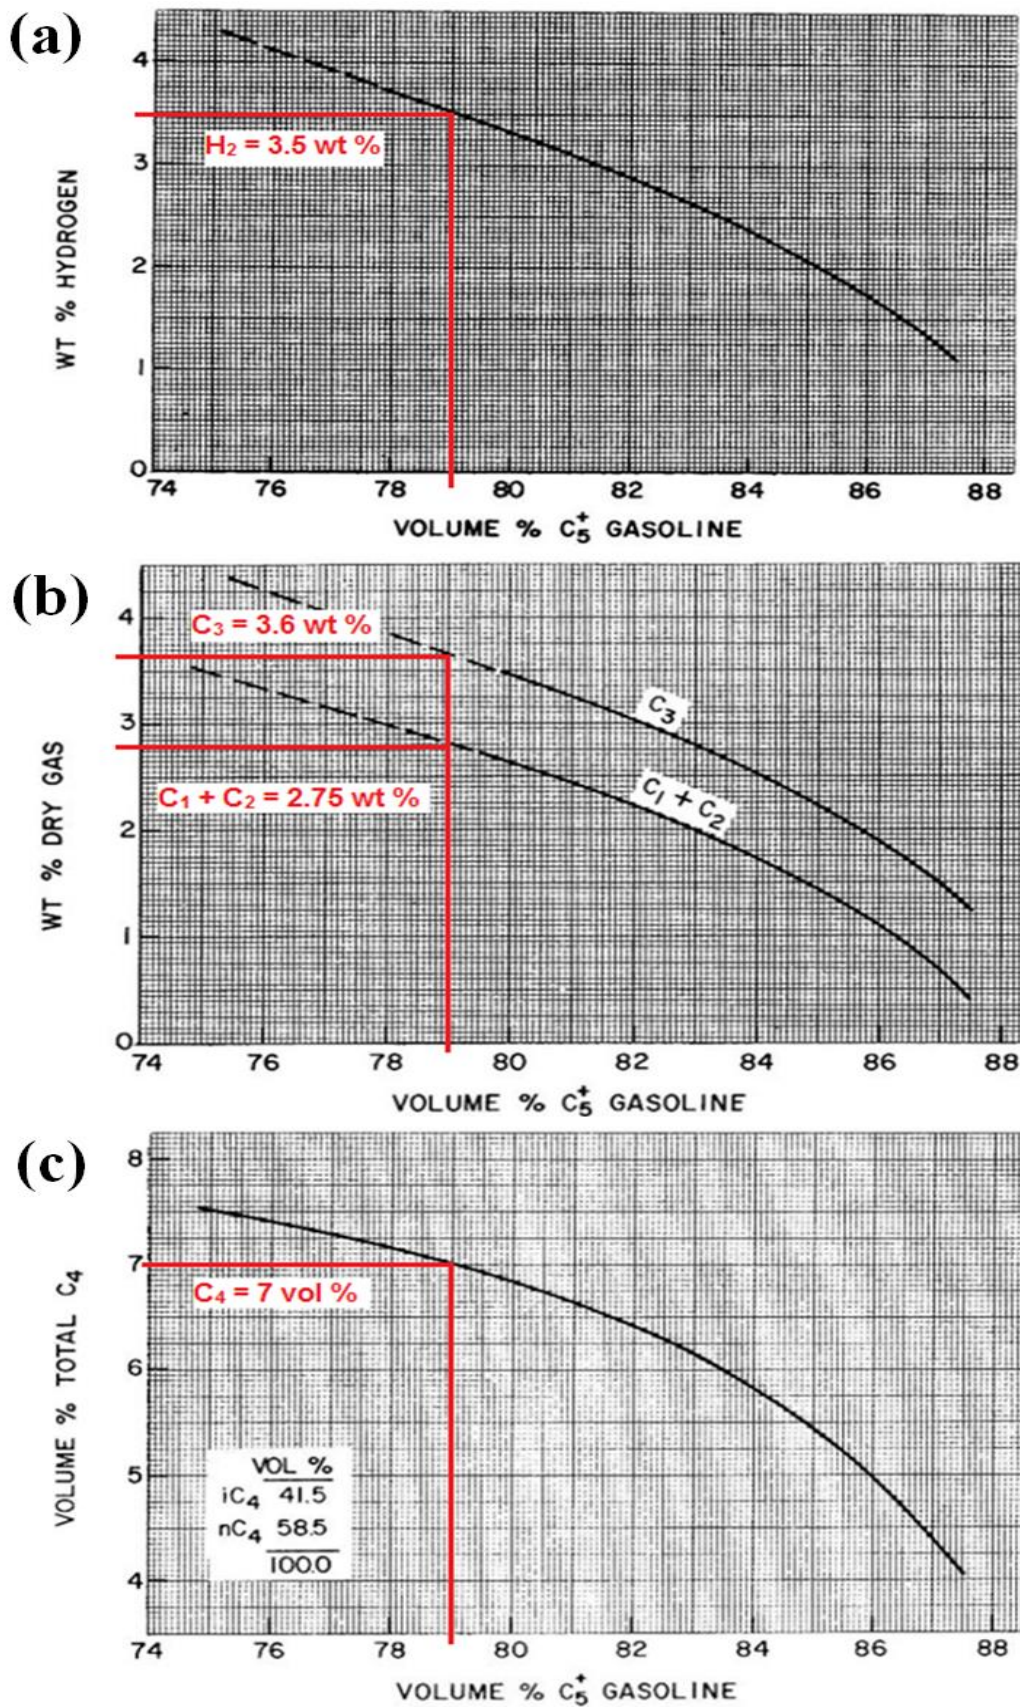 (a)
4
3
2
1
0
WT % HYDROGEN
H₂ = 3.5 wt %
74 76 78 80 82 84 86 88
VOLUME % C₅⁺ GASOLINE
(b)
4
3
2
1
0
WT % DRY GAS
C₃ = 3.6 wt %
C₃
C₁ + C₂
C₁ + C₂ = 2.75 wt %
74 76 78 80 82 84 86 88
VOLUME % C₅⁺ GASOLINE
(c)
8
7
6
5
4
VOLUME % TOTAL C₄
C₄ = 7 vol %
VOL %
iC₄ 41.5
nC₄ 58.5
100.0
74 76 78 80 82 84 86 88
VOLUME % C₅⁺ GASOLINE